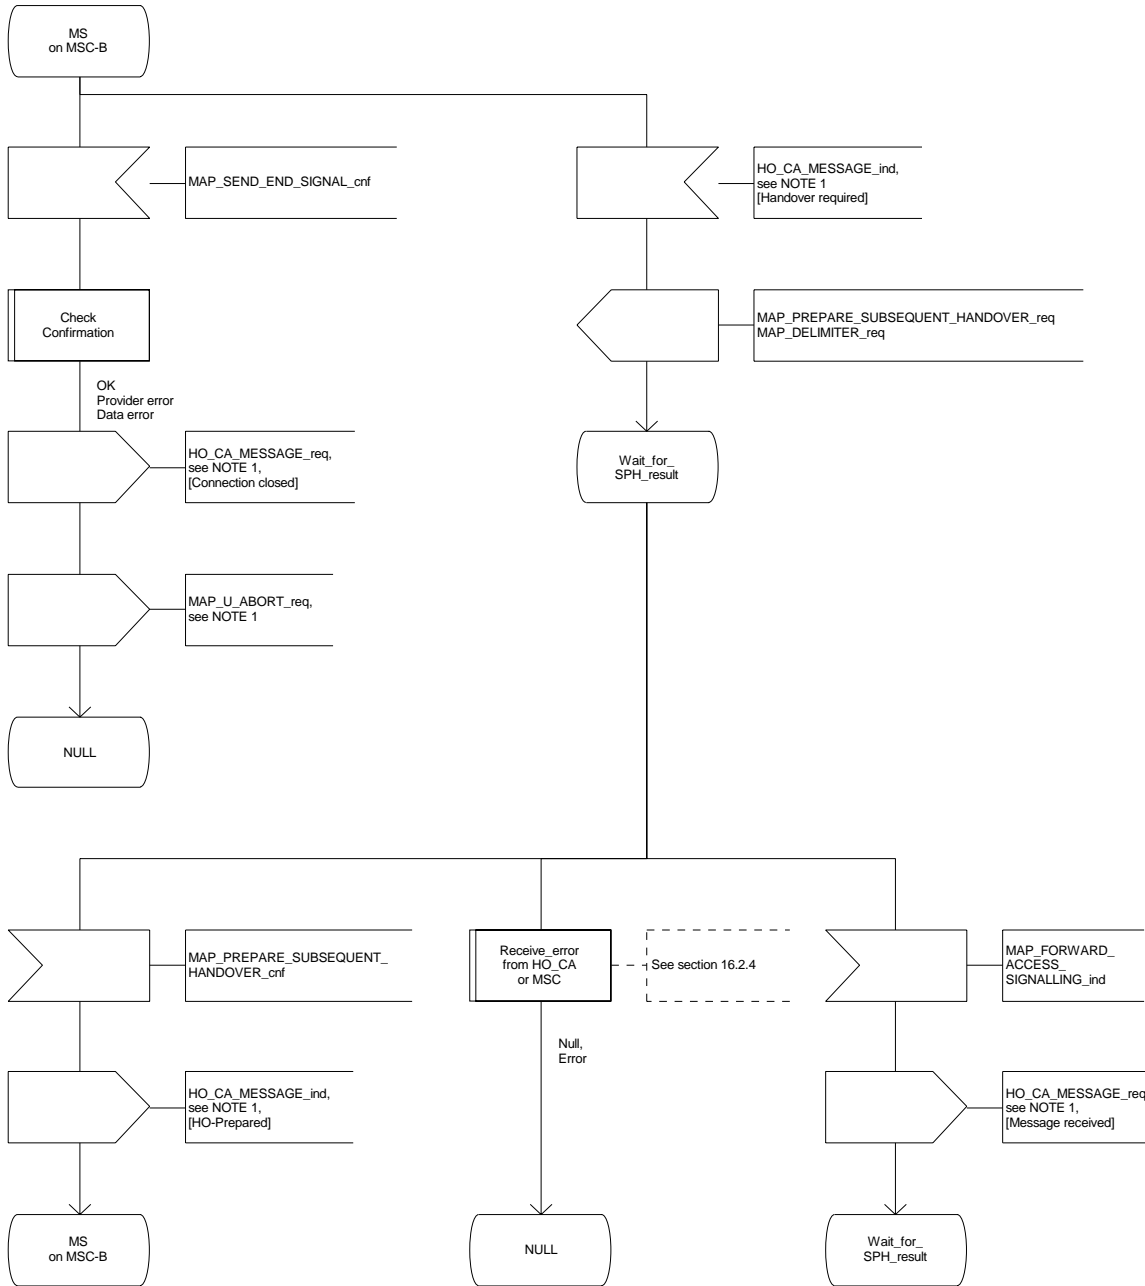 MS
on MSC-B
MAP_SEND_END_SIGNAL_cnf
HO_CA_MESSAGE_ind,
see NOTE 1
[Handover required]
Check
Confirmation
MAP_PREPARE_SUBSEQUENT_HANDOVER_req
MAP_DELIMITER_req
OK
Provider error
Data error
HO_CA_MESSAGE_req,
see NOTE 1,
[Connection closed]
Wait_for_
SPH_result
MAP_U_ABORT_req,
see NOTE 1
NULL
MAP_PREPARE_SUBSEQUENT_
HANDOVER_cnf
Receive_error
from HO_CA
or MSC
See section 16.2.4
MAP_FORWARD_
ACCESS_
SIGNALLING_ind
Null,
Error
HO_CA_MESSAGE_ind,
see NOTE 1,
[HO-Prepared]
HO_CA_MESSAGE_req
see NOTE 1,
[Message received]
MS
on MSC-B
NULL
Wait_for_
SPH_result